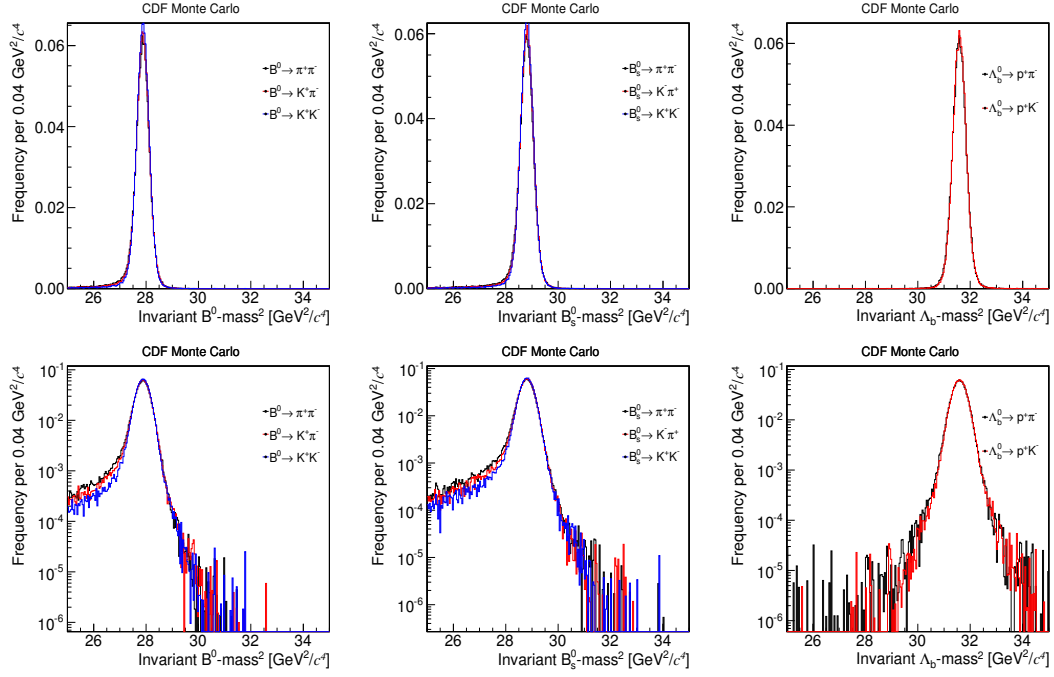 CDF Monte Carlo
Frequency per 0.04 GeV²/c⁴
0.06
0.04
0.02
0.00
B⁰→ π⁺π⁻
B⁰→ K⁺π⁻
B⁰→ K⁺K⁻
26 28 30 32 34
Invariant B⁰-mass² [GeV²/c⁴]
CDF Monte Carlo
Frequency per 0.04 GeV²/c⁴
0.06
0.04
0.02
0.00
B⁰ₛ→ π⁺π⁻
B⁰ₛ→ K⁻π⁺
B⁰ₛ→ K⁺K⁻
26 28 30 32 34
Invariant B⁰ₛ-mass² [GeV²/c⁴]
CDF Monte Carlo
Frequency per 0.04 GeV²/c⁴
0.06
0.04
0.02
0.00
Λ⁰_b→ p⁺π⁻
Λ⁰_b→ p⁺K⁻
26 28 30 32 34
Invariant Λ_b-mass² [GeV²/c⁴]
CDF Monte Carlo
Frequency per 0.04 GeV²/c⁴
10⁻¹
10⁻²
10⁻³
10⁻⁴
10⁻⁵
10⁻⁶
B⁰→ π⁺π⁻
B⁰→ K⁺π⁻
B⁰→ K⁺K⁻
26 28 30 32 34
Invariant B⁰-mass² [GeV²/c⁴]
CDF Monte Carlo
Frequency per 0.04 GeV²/c⁴
10⁻¹
10⁻²
10⁻³
10⁻⁴
10⁻⁵
10⁻⁶
B⁰ₛ→ π⁺π⁻
B⁰ₛ→ K⁻π⁺
B⁰ₛ→ K⁺K⁻
26 28 30 32 34
Invariant B⁰ₛ-mass² [GeV²/c⁴]
CDF Monte Carlo
Frequency per 0.04 GeV²/c⁴
10⁻¹
10⁻²
10⁻³
10⁻⁴
10⁻⁵
10⁻⁶
Λ⁰_b→ p⁺π⁻
Λ⁰_b→ p⁺K⁻
26 28 30 32 34
Invariant Λ_b-mass² [GeV²/c⁴]